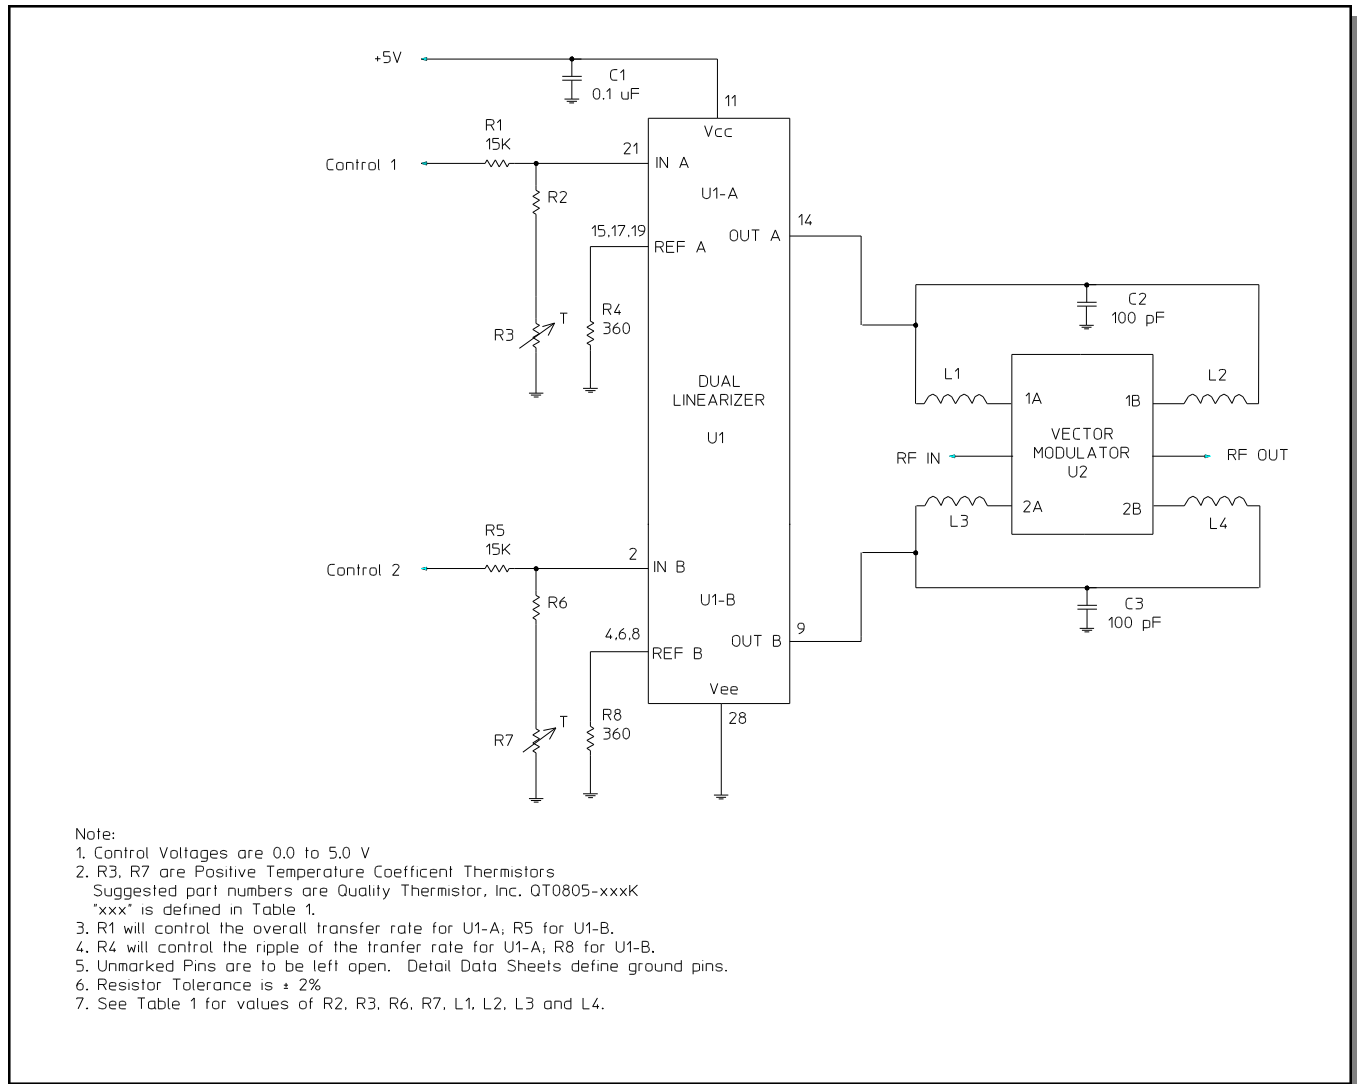 +5V
C1
0.1 uF
11
Vcc
R1
15K
21
Control 1
IN A
R2
U1-A
15,17,19
14
REF A
OUT A
R3
T
R4
360
C2
100 pF
DUAL
LINEARIZER
U1
L1
L2
1A
1B
VECTOR
MODULATOR
U2
RF IN
RF OUT
2A
2B
L3
L4
R5
15K
2
Control 2
IN B
R6
U1-B
C3
100 pF
4,6,8
9
REF B
OUT B
Vee
R7
T
R8
360
28
Note:
1. Control Voltages are 0.0 to 5.0 V
2. R3, R7 are Positive Temperature Coefficent Thermistors
Suggested part numbers are Quality Thermistor, Inc. QT0805-xxxK
"xxx" is defined in Table 1.
3. R1 will control the overall transfer rate for U1-A; R5 for U1-B.
4. R4 will control the ripple of the tranfer rate for U1-A; R8 for U1-B.
5. Unmarked Pins are to be left open. Detail Data Sheets define ground pins.
6. Resistor Tolerance is ± 2%
7. See Table 1 for values of R2, R3, R6, R7, L1, L2, L3 and L4.